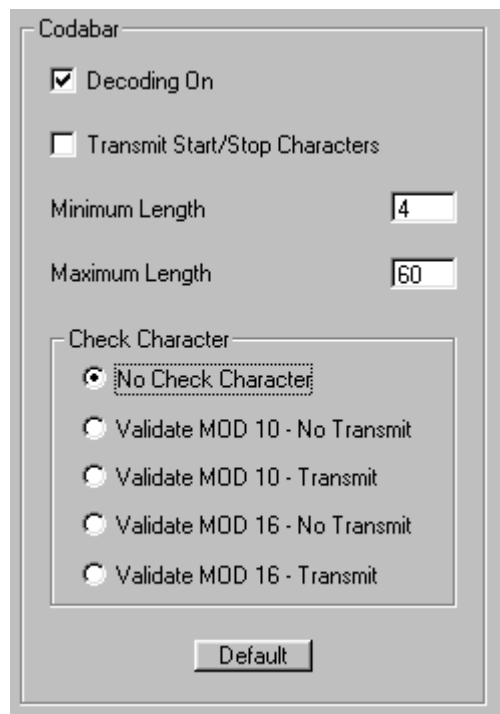 Codabar
Decoding On
Transmit Start/Stop Characters
Minimum Length 4
Maximum Length 60
Check Character
No Check Character
Validate MOD 10 - No Transmit
Validate MOD 10 - Transmit
Validate MOD 16 - No Transmit
Validate MOD 16 - Transmit
Default